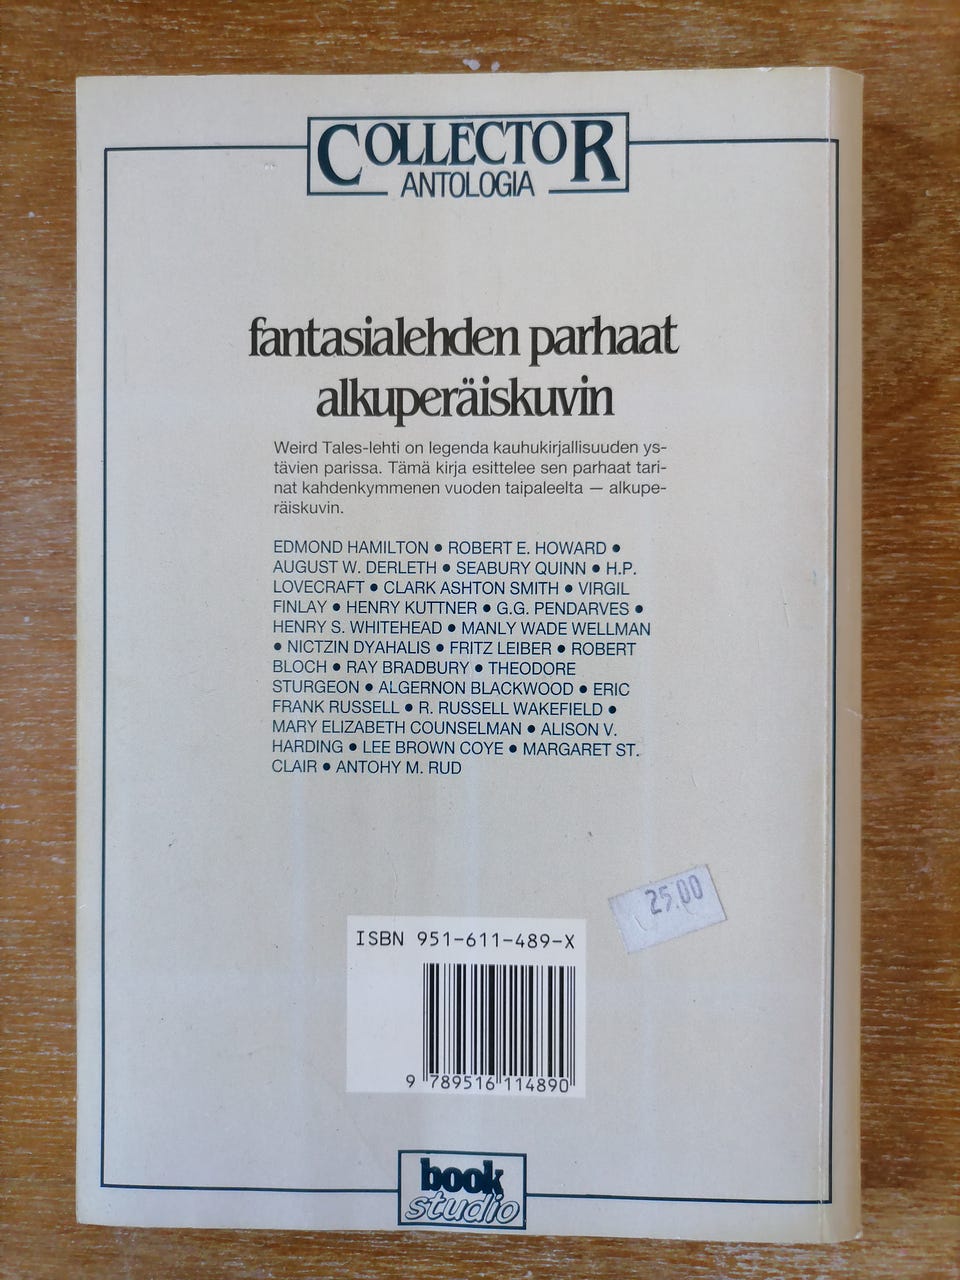 COLLECTOR
ANTOLOGIA
fantasialehden parhaat
alkuperäiskuvin
Weird Tales-lehti on legenda kauhukirjallisuuden ys-
tävien parissa. Tämä kirja esittelee sen parhaat tari-
nat kahdenkymmenen vuoden taipaleelta — alkupe-
räiskuvin.
EDMOND HAMILTON • ROBERT E. HOWARD •
AUGUST W. DERLETH • SEABURY QUINN • H.P.
LOVECRAFT • CLARK ASHTON SMITH • VIRGIL
FINLAY • HENRY KUTTNER • G.G. PENDARVES •
HENRY S. WHITEHEAD • MANLY WADE WELLMAN
• NICTZIN DYAHALIS • FRITZ LEIBER • ROBERT
BLOCH • RAY BRADBURY • THEODORE
STURGEON • ALGERNON BLACKWOOD • ERIC
FRANK RUSSELL • R. RUSSELL WAKEFIELD •
MARY ELIZABETH COUNSELMAN • ALISON V.
HARDING • LEE BROWN COYE • MARGARET ST.
CLAIR • ANTOHY M. RUD
25.00
ISBN 951-611-489-X
9 789516 114890
book
studio